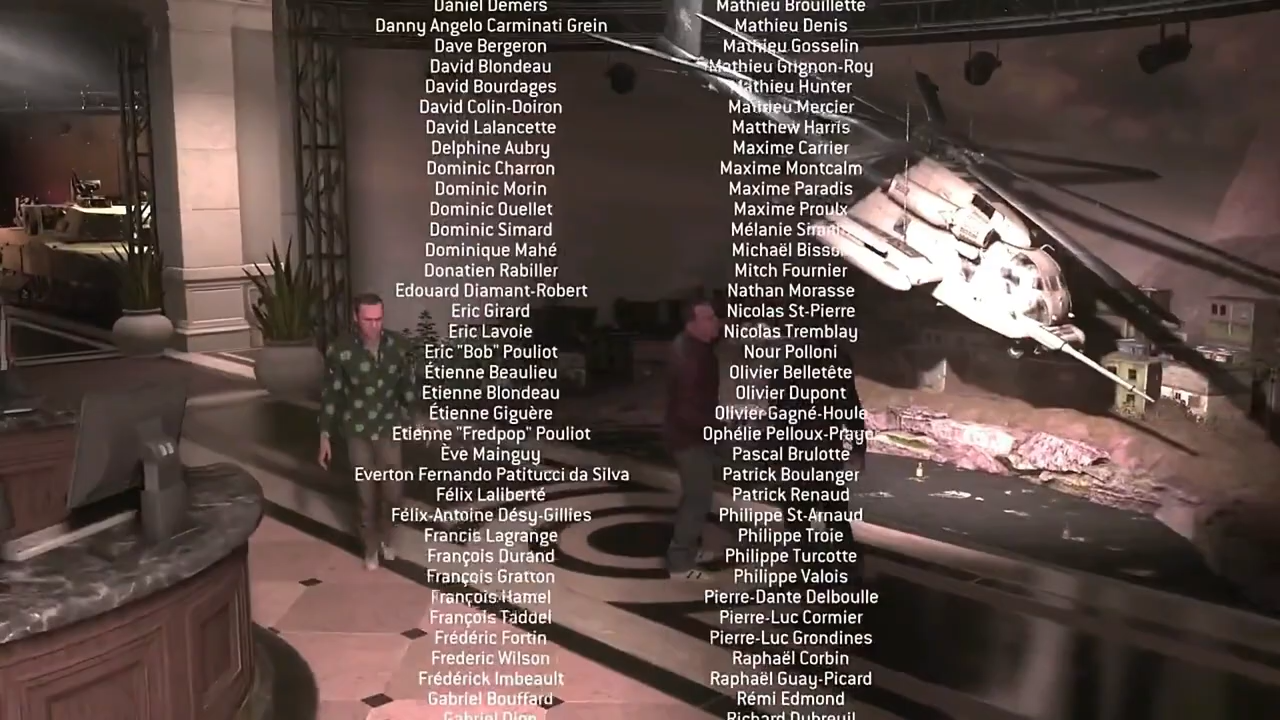 Daniel Demers
Danny Angelo Carminati Grein
Dave Bergeron
David Blondeau
David Bourdages
David Colin-Doiron
David Lalancette
Delphine Aubry
Dominic Charron
Dominic Morin
Dominic Ouellet
Dominic Simard
Dominique Mahé
Donatien Rabiller
Edouard Diamant-Robert
Eric Girard
Eric Lavoie
Eric "Bob" Pouliot
Étienne Beaulieu
Etienne Blondeau
Étienne Giguère
Etienne "Fredpop" Pouliot
Ève Mainguy
Everton Fernando Patitucci da Silva
Félix Laliberté
Félix-Antoine Désy-Gillies
Francis Lagrange
François Durand
François Gratton
François Hamel
François Taddel
Frédéric Fortin
Frederic Wilson
Frédérick Imbeault
Gabriel Bouffard
Gabriel Dion
Mathieu Brouillette
Mathieu Denis
Mathieu Gosselin
Mathieu Grignon-Roy
Mathieu Hunter
Mathieu Mercier
Matthew Harris
Maxime Carrier
Maxime Montcalm
Maxime Paradis
Maxime Proulx
Mélanie
Michaël
Mitch Fournier
Nathan Morasse
Nicolas St-Pierre
Nicolas Tremblay
Nour Polloni
Olivier Belletête
Olivier Dupont
Olivier Gagné-Houle
Ophélie
Pascal Brulotte
Patrick Boulanger
Patrick Renaud
Philippe St-Arnaud
Philippe Troie
Philippe Turcotte
Philippe Valois
Pierre-Dante Delboulle
Pierre-Luc Cormier
Pierre-Luc Grondines
Raphaël Corbin
Raphaël Guay-Picard
Rémi Edmond
Richard Dubreuil